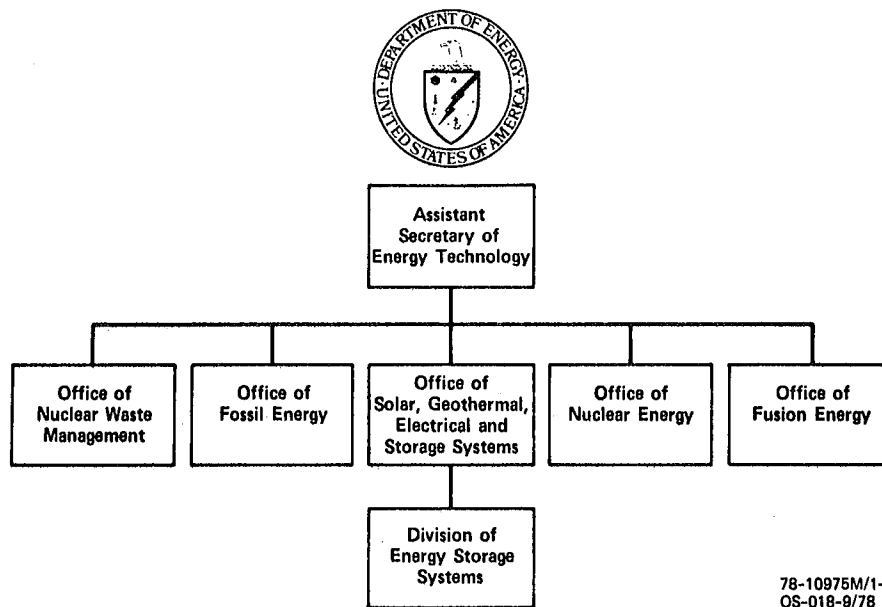 DEPARTMENT OF ENERGY
UNITED STATES OF AMERICA
Assistant
Secretary of
Energy Technology
Office of
Nuclear Waste
Management
Office of
Fossil Energy
Office of
Solar, Geothermal,
Electrical and
Storage Systems
Office of
Nuclear Energy
Office of
Fusion Energy
Division of
Energy Storage
Systems
78-10975M/1-
OS-018-9/78